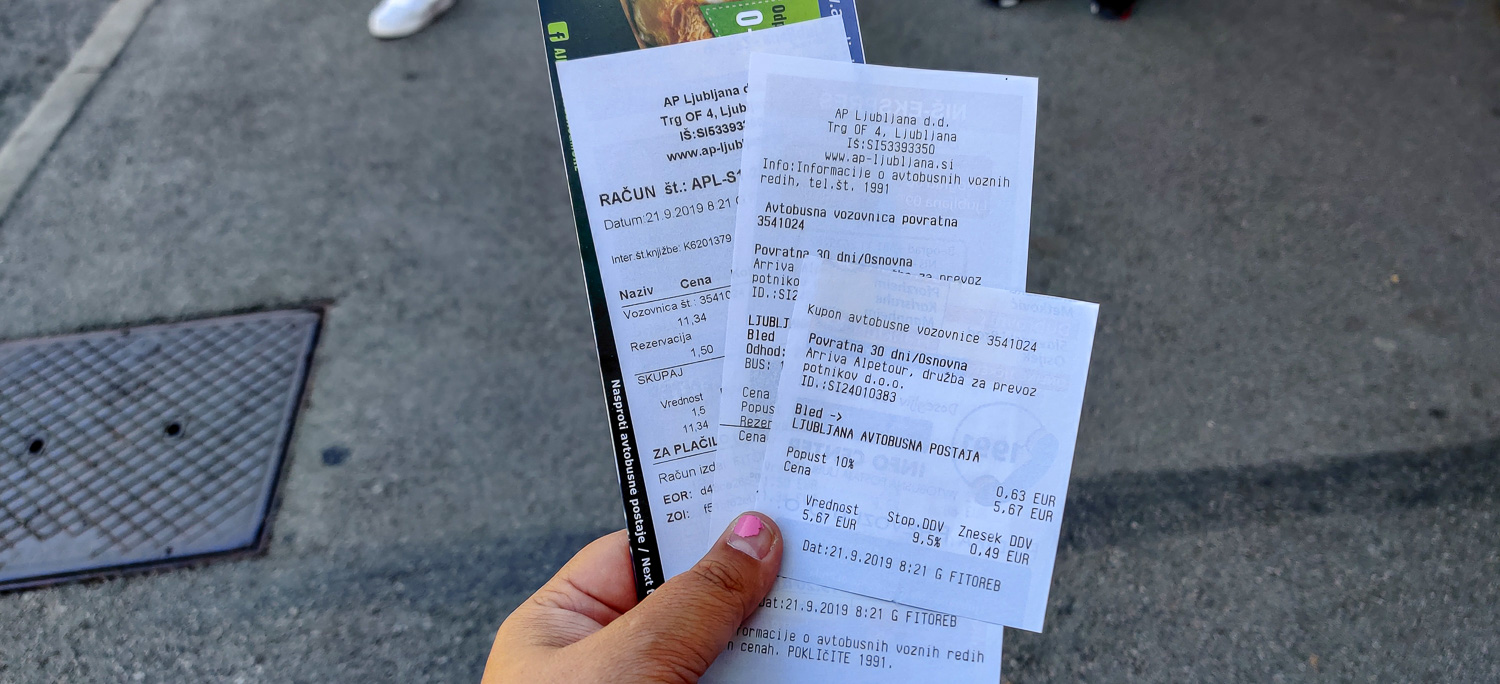 AP Ljubljana
Trg OF 4,
IŠ:SI53393
RAČUN št.: APL-S1
Datum:21.9.2019 8:21
Inter.št.knjižbe: K6201379
Naziv Cena
Vozovnica št.: 35410
11,34
Rezervacija
1,50
SKUPAJ
Vrednost
1,5
11,34
ZA PLAČIL
Račun izd
EOR: d4
ZOI: f5
Nasproti avtobusne postaje / Next
AP Ljubljana d.d.
Trg OF 4, Ljubljana
IŠ:SI53393350
www.ap-ljubljana.si
Info:Informacije o avtobusnih voznih
redih, tel.št. 1991
Avtobusna vozovnica povratna
3541024
Povratna 30 dni/Osnovna
Arriva za prevoz
potniko
ID.:SI2
LJUBLJ
Bled
Odhod:
BUS:
Cena
Popus
Rezer
Cena
Kupon avtobusne vozovnice 3541024
Povratna 30 dni/Osnovna
Arriva Alpetour, družba za prevoz
potnikov d.o.o.
ID.:SI24010383
Bled ->
LJUBLJANA AVTOBUSNA POSTAJA
Popust 10% 0,63 EUR
Cena 5,67 EUR
Vrednost Stop.DDV Znesek DDV
5,67 EUR 9.5% 0,49 EUR
Dat:21.9.2019 8:21 G FITOREB
Dat:21.9.2019 8:21 G FITOREB
formacije o avtobusnih voznih redih
n cenah. POKLIČITE 1991.